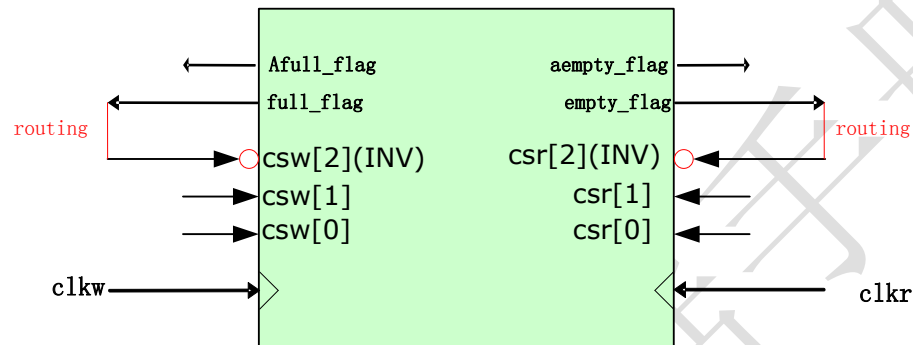 Afull_flag
aempty_flag
full_flag
empty_flag
routing
routing
csw[2](INV)
csr[2](INV)
csw[1]
csr[1]
csw[0]
csr[0]
clkw
clkr